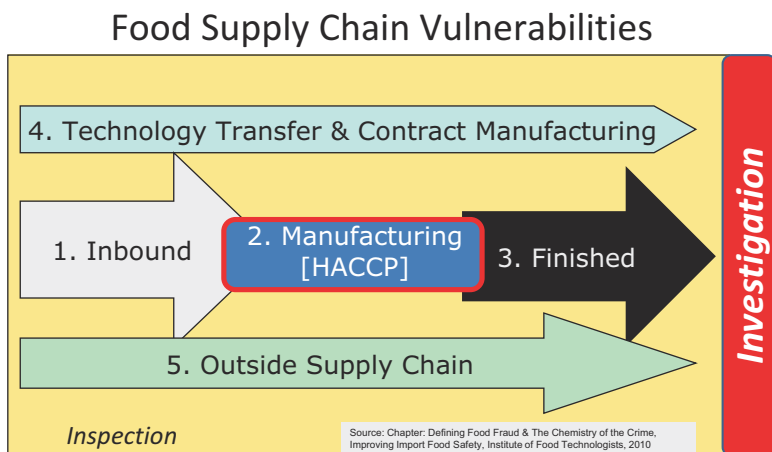 Food Supply Chain Vulnerabilities
4. Technology Transfer & Contract Manufacturing
1. Inbound
2. Manufacturing
[HACCP]
3. Finished
5. Outside Supply Chain
Inspection
Source: Chapter: Defining Food Fraud & The Chemistry of the Crime,
Improving Import Food Safety, Institute of Food Technologists, 2010
Investigation